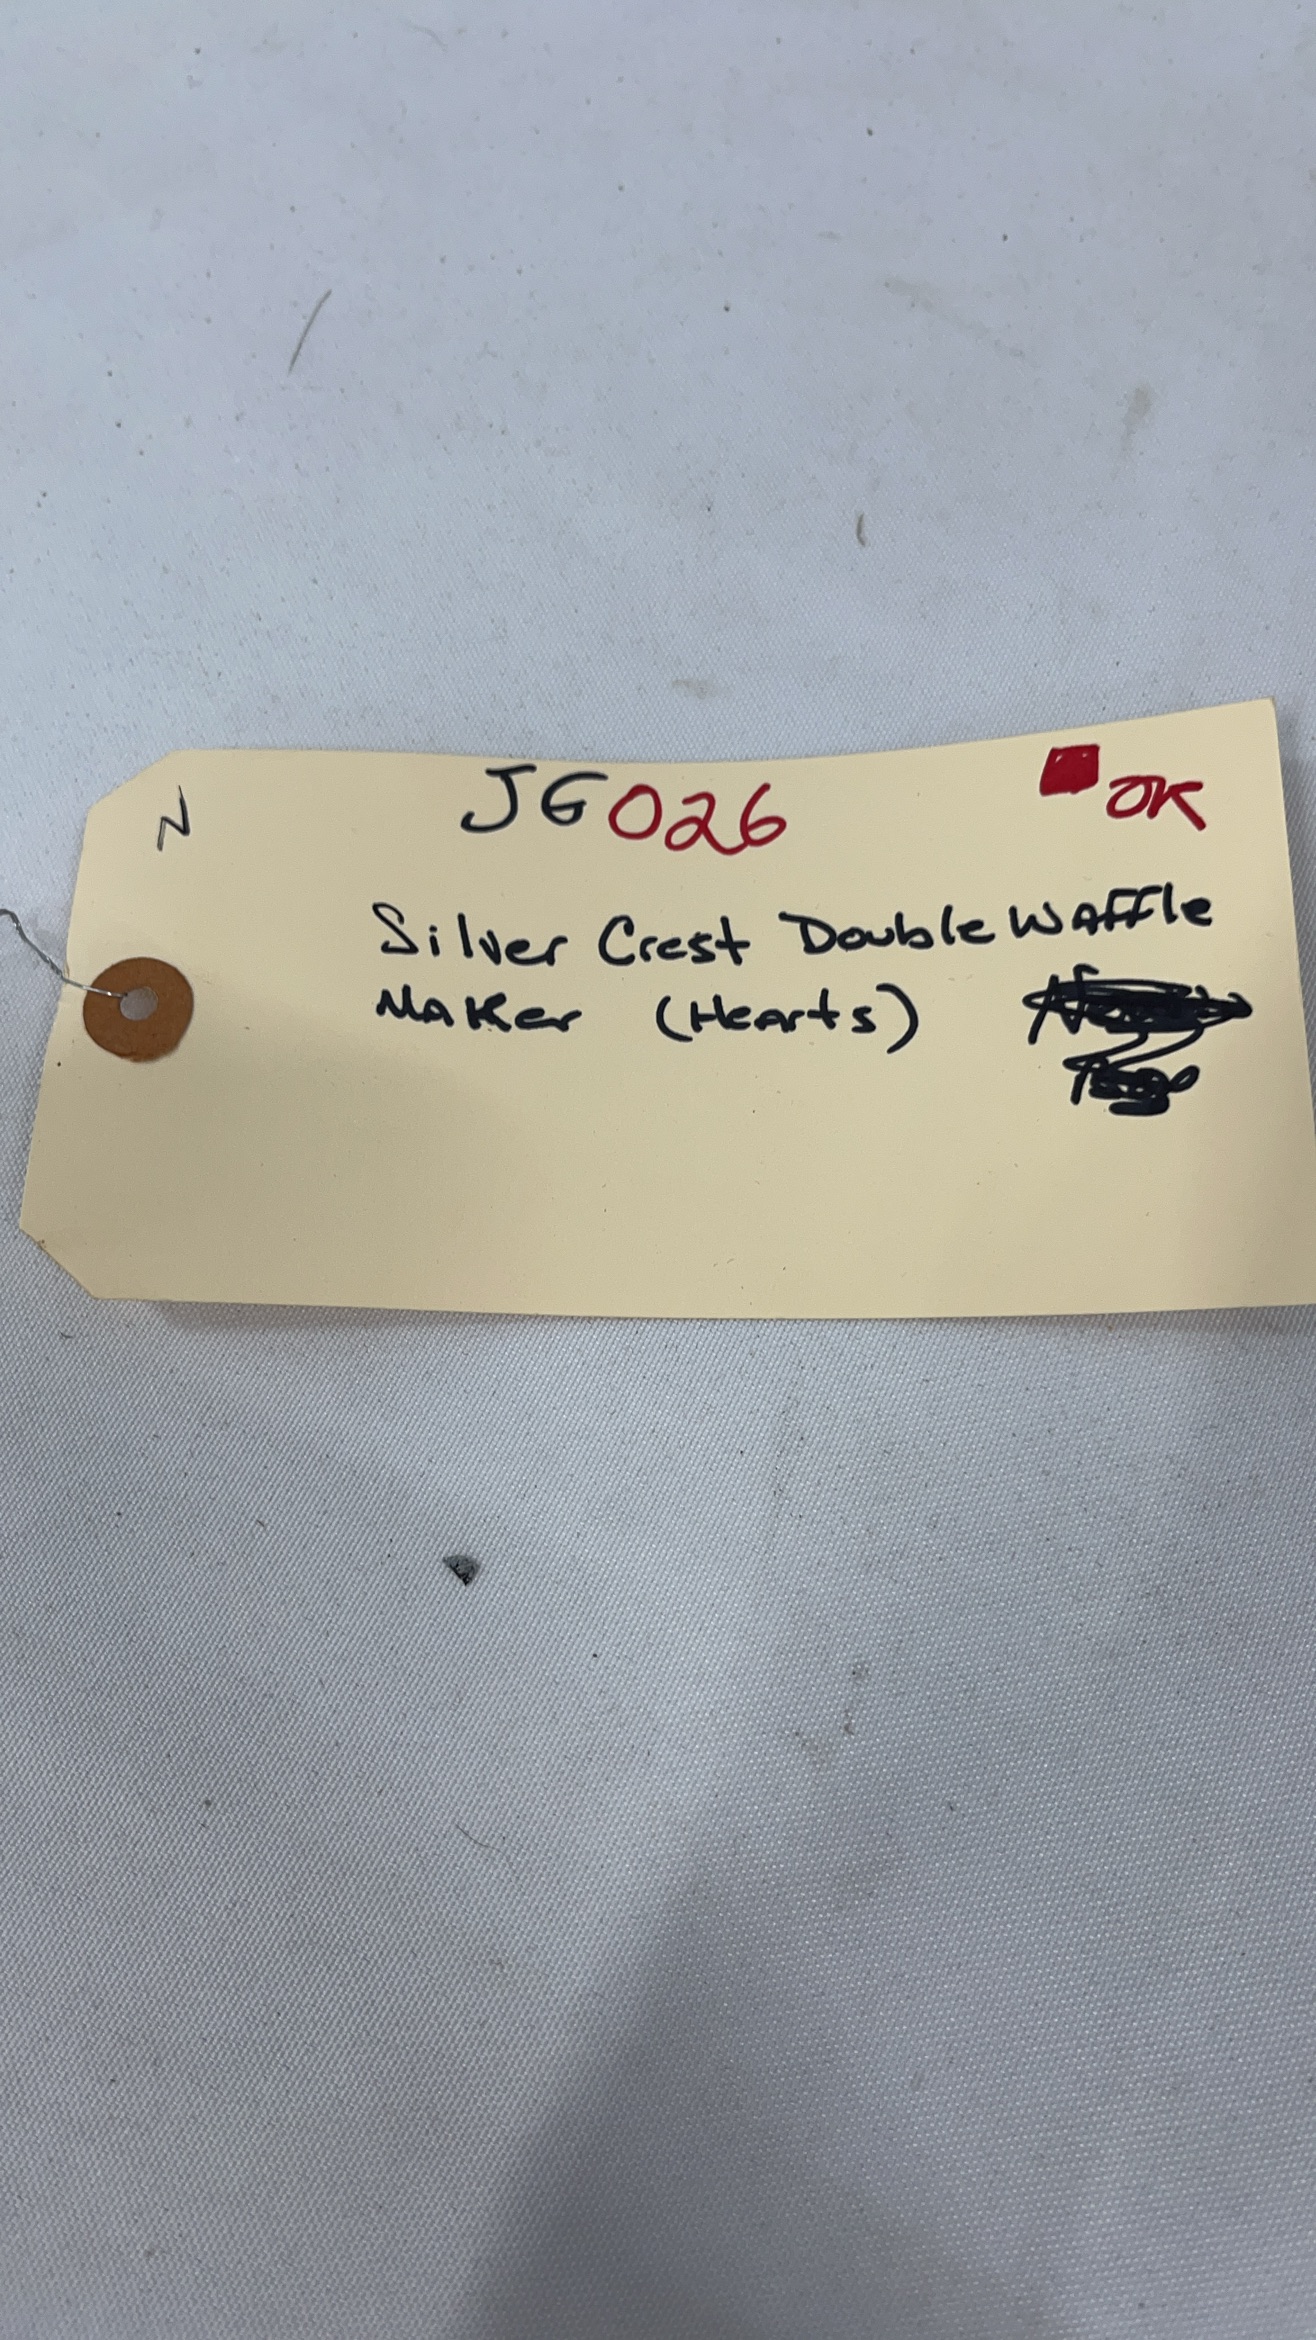 N JG026 OK
Silver Crest Double Waffle
Maker (Hearts)